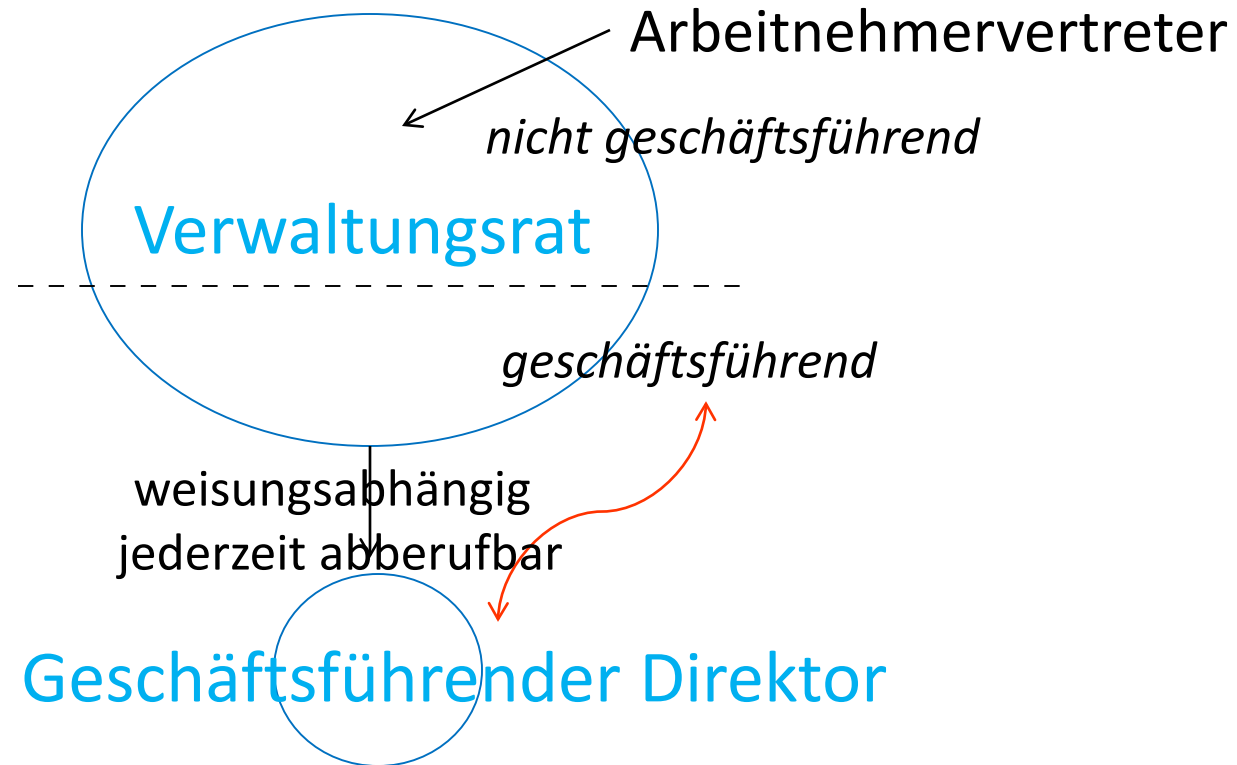 Arbeitnehmervertreter
nicht geschäftsführend
Verwaltungsrat
geschäftsführend
weisungsabhängig
jederzeit abberufbar
Geschäftsführender Direktor